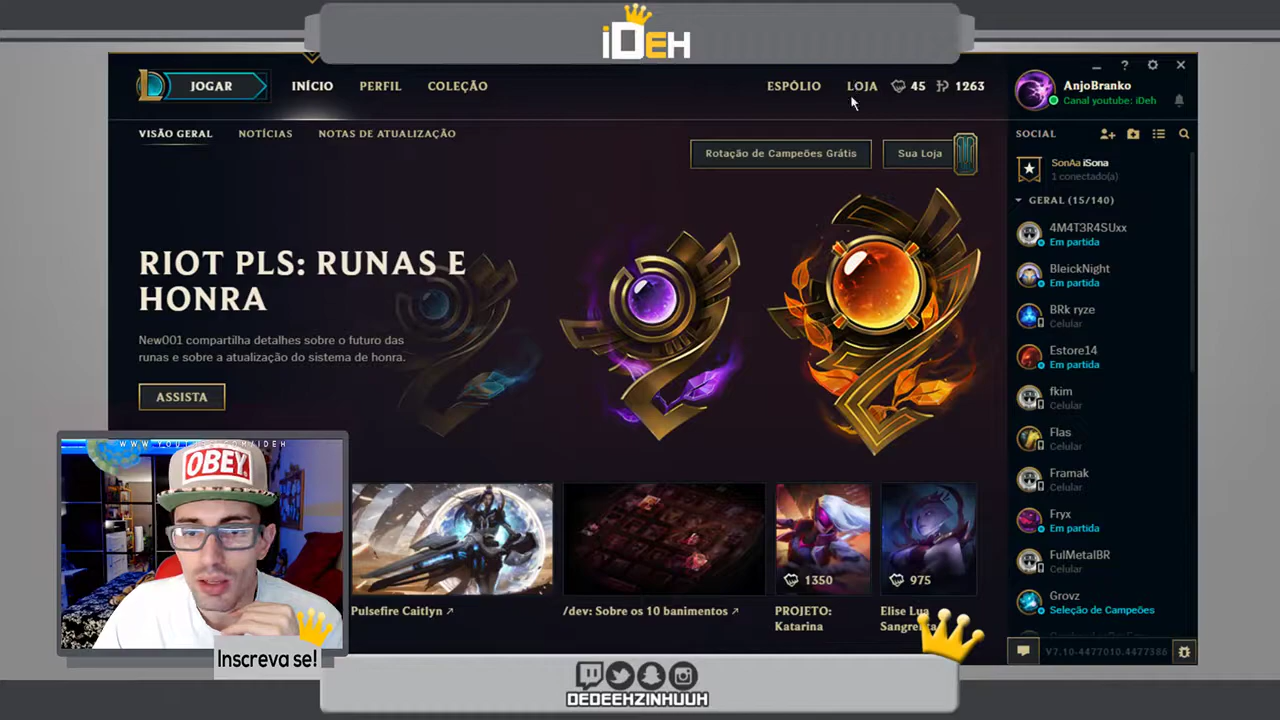 iDEH
JOGAR
INÍCIO
PERFIL
COLEÇÃO
ESPÓLIO
LOJA
45
1263
AnjoBranko
Canal youtube: iDeh
VISÃO GERAL
NOTÍCIAS
NOTAS DE ATUALIZAÇÃO
Rotação de Campeões Grátis
Sua Loja
SOCIAL
SonAa iSona
1 conectado(a)
GERAL (15/140)
4M4T3R4SUxx
Em partida
BleickNight
Em partida
BRk ryze
Celular
Estore14
Em partida
fkim
Celular
Flas
Celular
Framak
Celular
Fryx
Em partida
FulMetalBR
Celular
Grovz
Seleção de Campeões
V7.10-4477010.4477386
RIOT PLS: RUNAS E
HONRA
New001 compartilha detalhes sobre o futuro das
runas e sobre a atualização do sistema de honra.
ASSISTA
WWW YOUTUBE.COM/IDEH
OBEY
Inscreva se!
Pulsefire Caitlyn
/dev: Sobre os 10 banimentos
1350
PROJETO:
Katarina
975
Elise Lua
DEDEEHZINHUUH